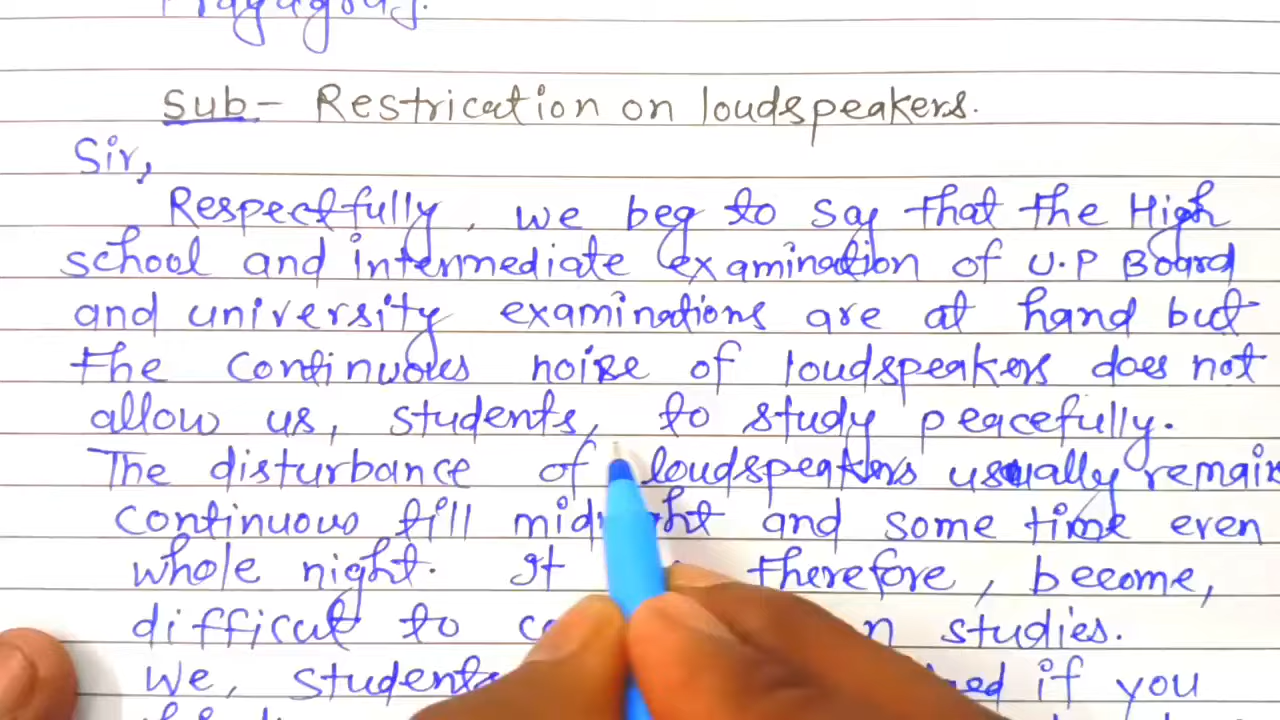 Sub- Restrication on loudspeakers.
Sir,
Respectfully, we beg to say that the High
school and intermediate examination of U.P Board
and university examinations are at hand but
the continuous noise of loudspeakers does not
allow us, students, to study peacefully.
The disturbance of loudspeakers usually remain
continuous till midnight and some time even
whole night. It therefore, become,
difficult to studies.
We, students if you